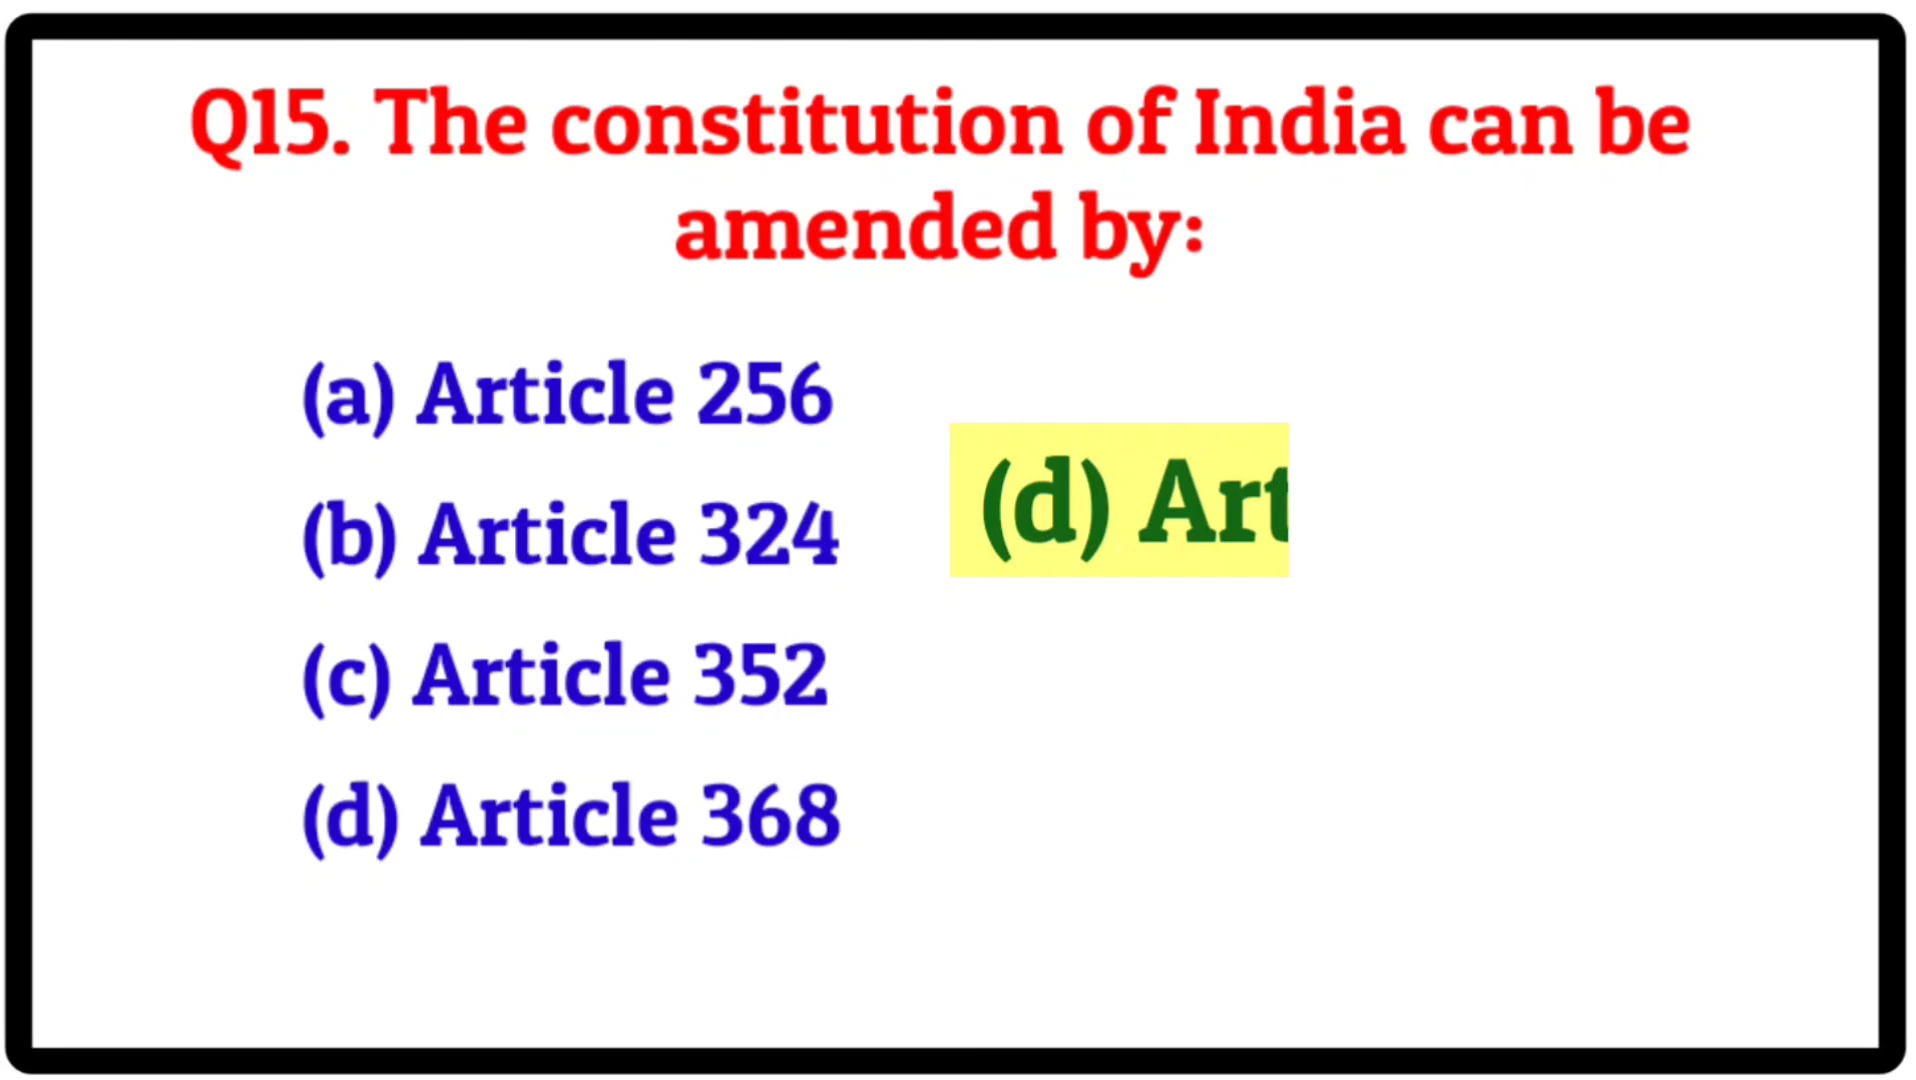 Q15. The constitution of India can be
amended by:
(a) Article 256
(b) Article 324
(c) Article 352
(d) Article 368
(d) Art